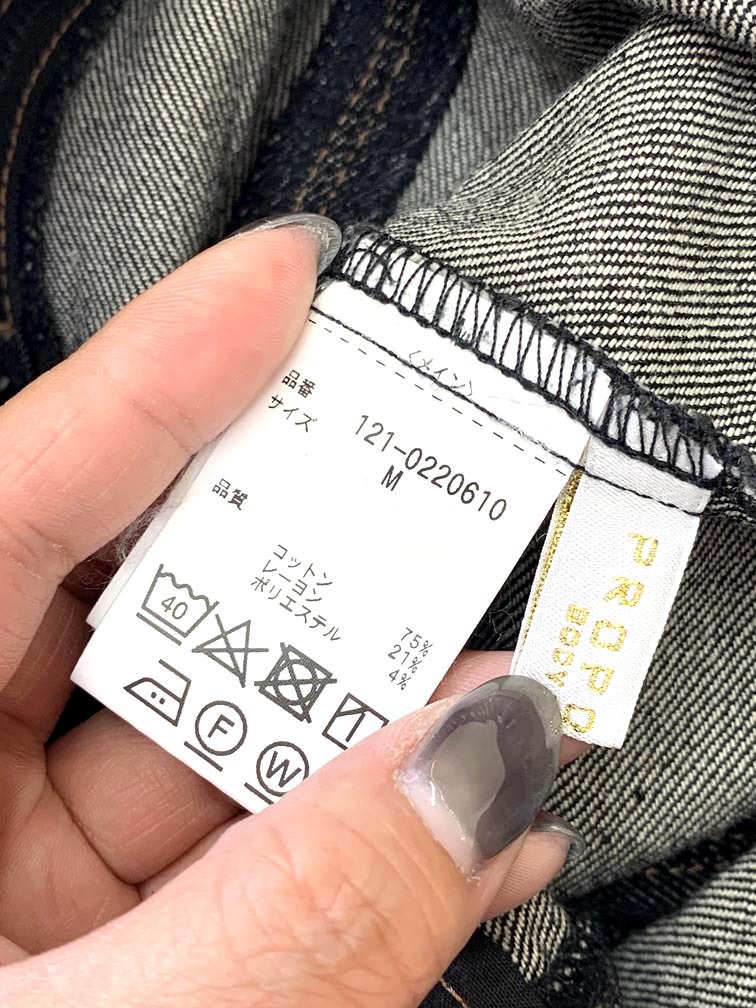 〈メイン〉
品番 121-0220610
サイズ M
品質
コットン 75%
レーヨン 21%
ポリエステル 4%
40
F
W
PROPO
BODY